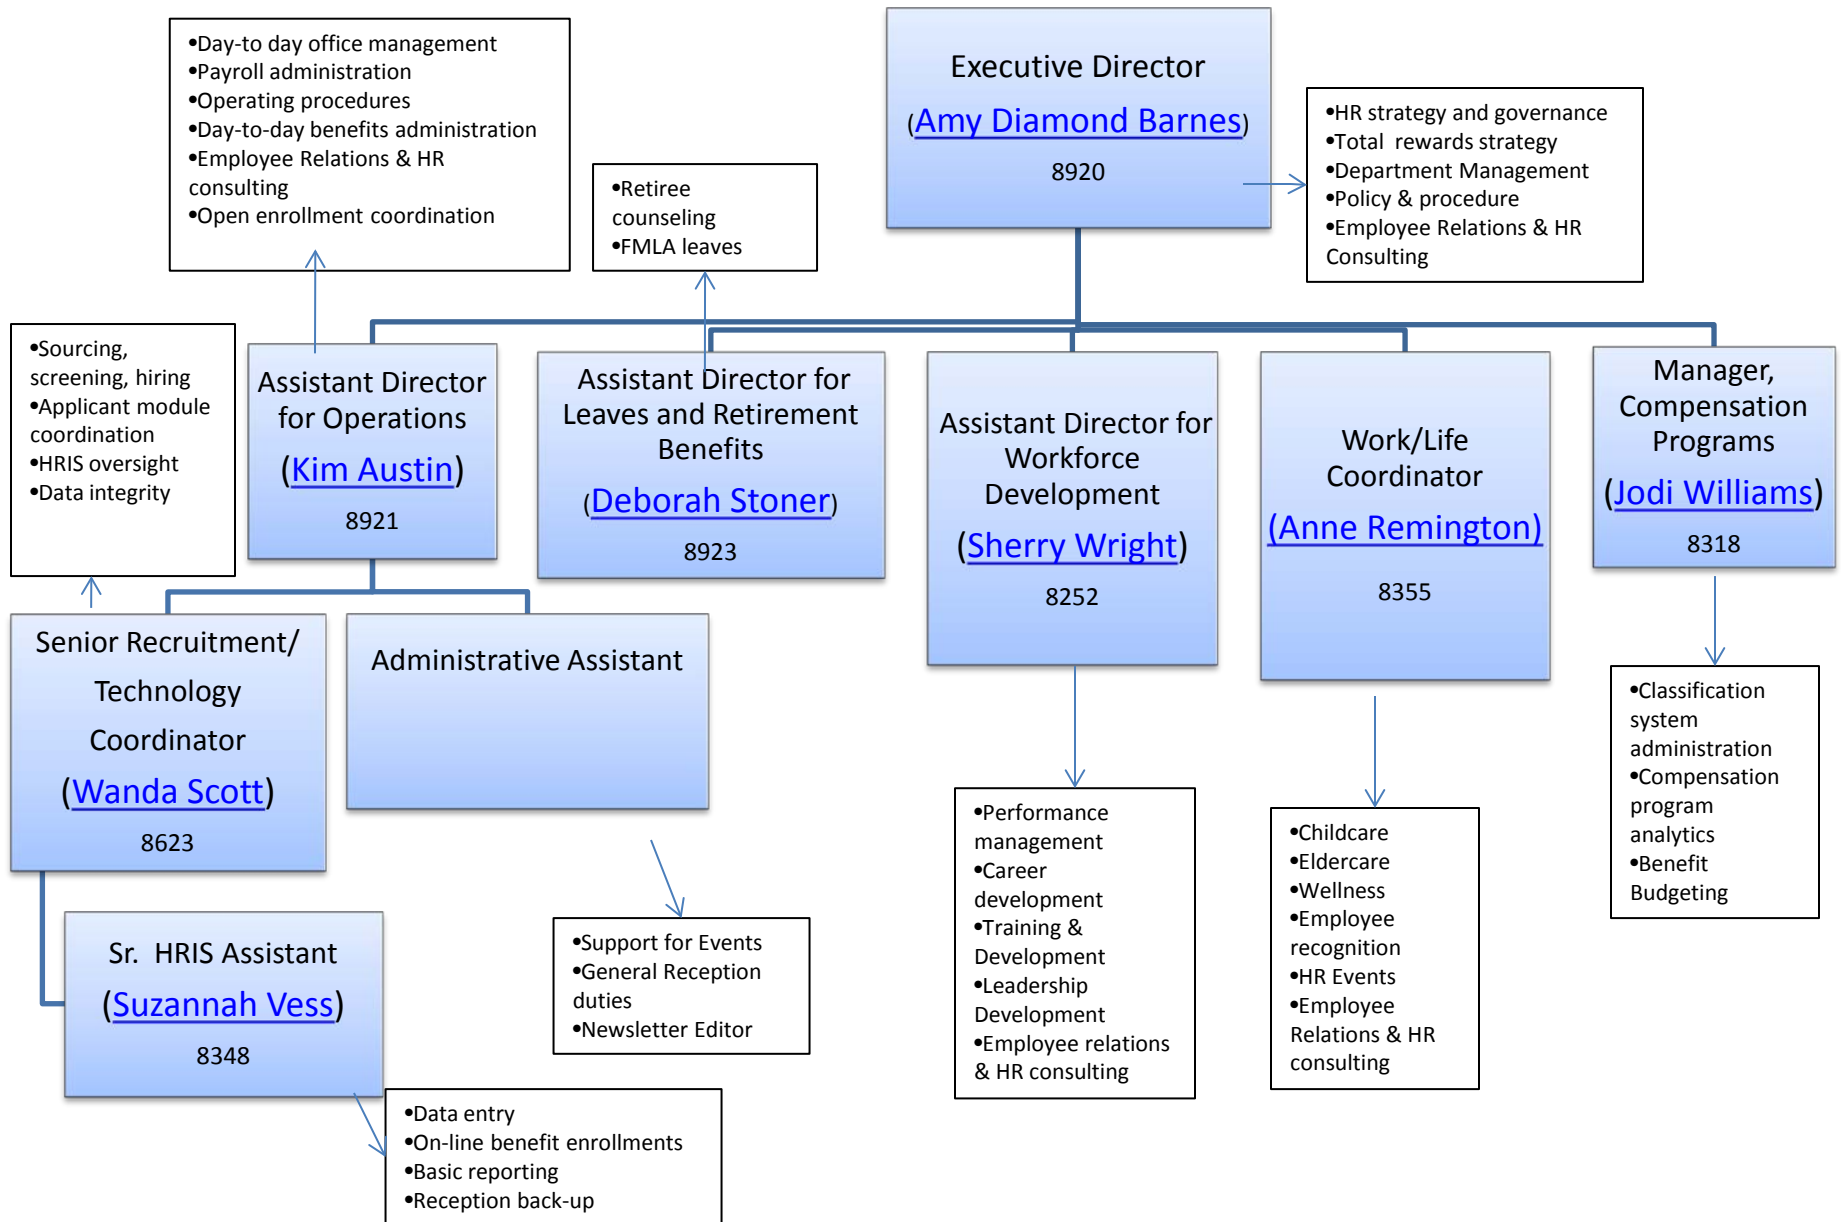 •Day-to day office management
•Payroll administration
•Operating procedures
•Day-to-day benefits administration
•Employee Relations & HR
consulting
•Open enrollment coordination
•Retiree
counseling
•FMLA leaves
Executive Director
(Amy Diamond Barnes)
8920
•HR strategy and governance
•Total  rewards strategy
•Department Management
•Policy & procedure
•Employee Relations & HR
Consulting
•Sourcing,
screening, hiring
•Applicant module
coordination
•HRIS oversight
•Data integrity
Assistant Director
for Operations
(Kim Austin)
8921
Assistant Director for
Leaves and Retirement
Benefits
(Deborah Stoner)
8923
Assistant Director for
Workforce
Development
(Sherry Wright)
8252
Work/Life
Coordinator
(Anne Remington)
8355
Manager,
Compensation
Programs
(Jodi Williams)
8318
Senior Recruitment/
Technology
Coordinator
(Wanda Scott)
8623
Administrative Assistant
Sr.  HRIS Assistant
(Suzannah Vess)
8348
•Support for Events
•General Reception
duties
•Newsletter Editor
•Performance
management
•Career
development
•Training &
Development
•Leadership
Development
•Employee relations
& HR consulting
•Childcare
•Eldercare
•Wellness
•Employee
recognition
•HR Events
•Employee
Relations & HR
consulting
•Classification
system
administration
•Compensation
program
analytics
•Benefit
Budgeting
•Data entry
•On-line benefit enrollments
•Basic reporting
•Reception back-up